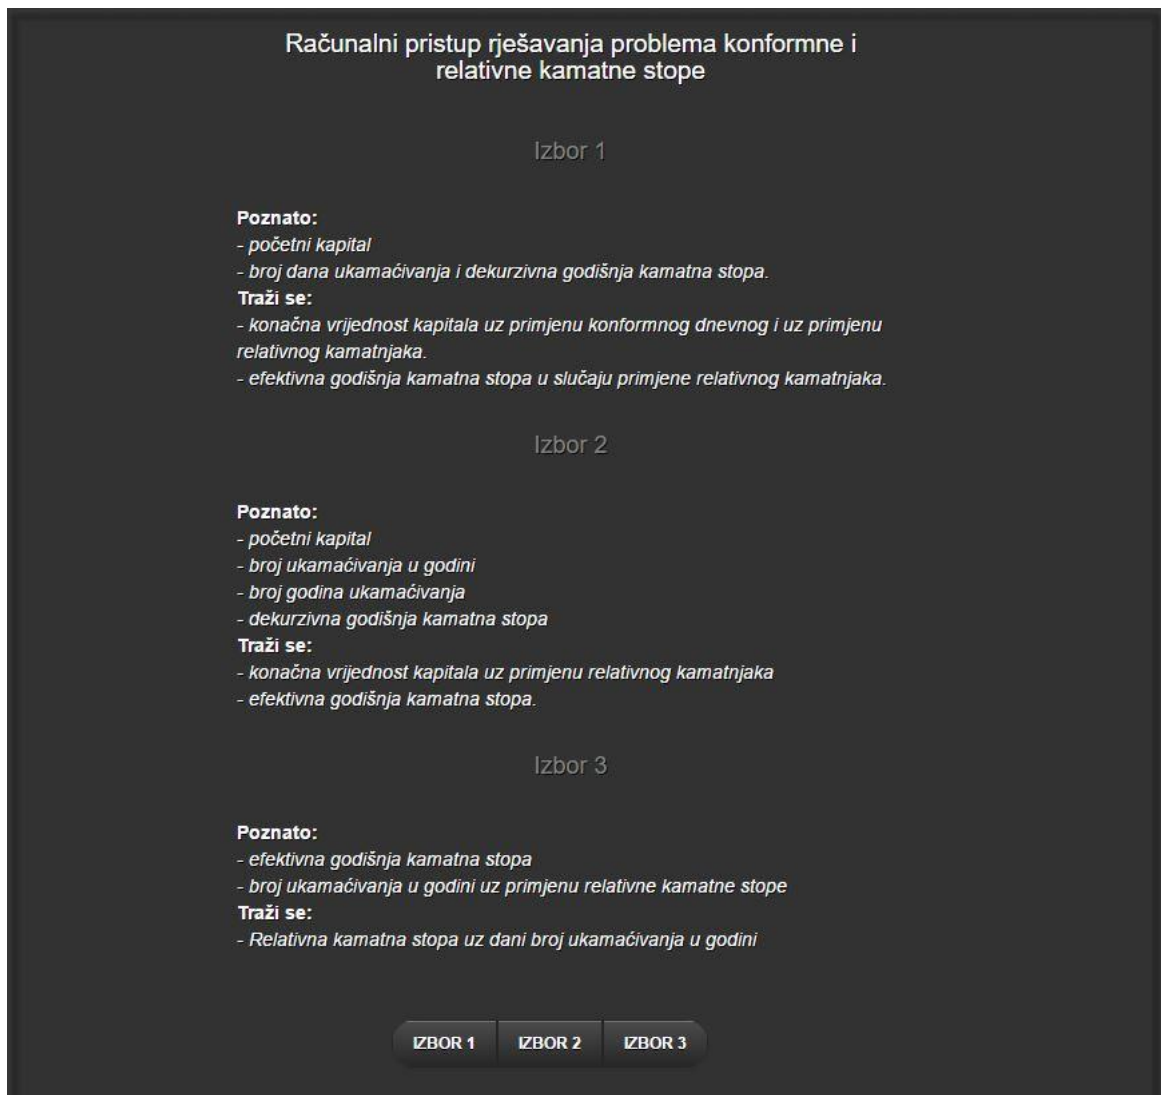 Računalni pristup rješavanja problema konformne i
relativne kamatne stope
Izbor 1
Poznato:
- početni kapital
- broj dana ukamaćivanja i dekurzivna godišnja kamatna stopa.
Traži se:
- konačna vrijednost kapitala uz primjenu konformnog dnevnog i uz primjenu
relativnog kamatnjaka.
- efektivna godišnja kamatna stopa u slučaju primjene relativnog kamatnjaka.
Izbor 2
Poznato:
- početni kapital
- broj ukamaćivanja u godini
- broj godina ukamaćivanja
- dekurzivna godišnja kamatna stopa
Traži se:
- konačna vrijednost kapitala uz primjenu relativnog kamatnjaka
- efektivna godišnja kamatna stopa.
Izbor 3
Poznato:
- efektivna godišnja kamatna stopa
- broj ukamaćivanja u godini uz primjenu relativne kamatne stope
Traži se:
- Relativna kamatna stopa uz dani broj ukamaćivanja u godini
IZBOR 1 IZBOR 2 IZBOR 3